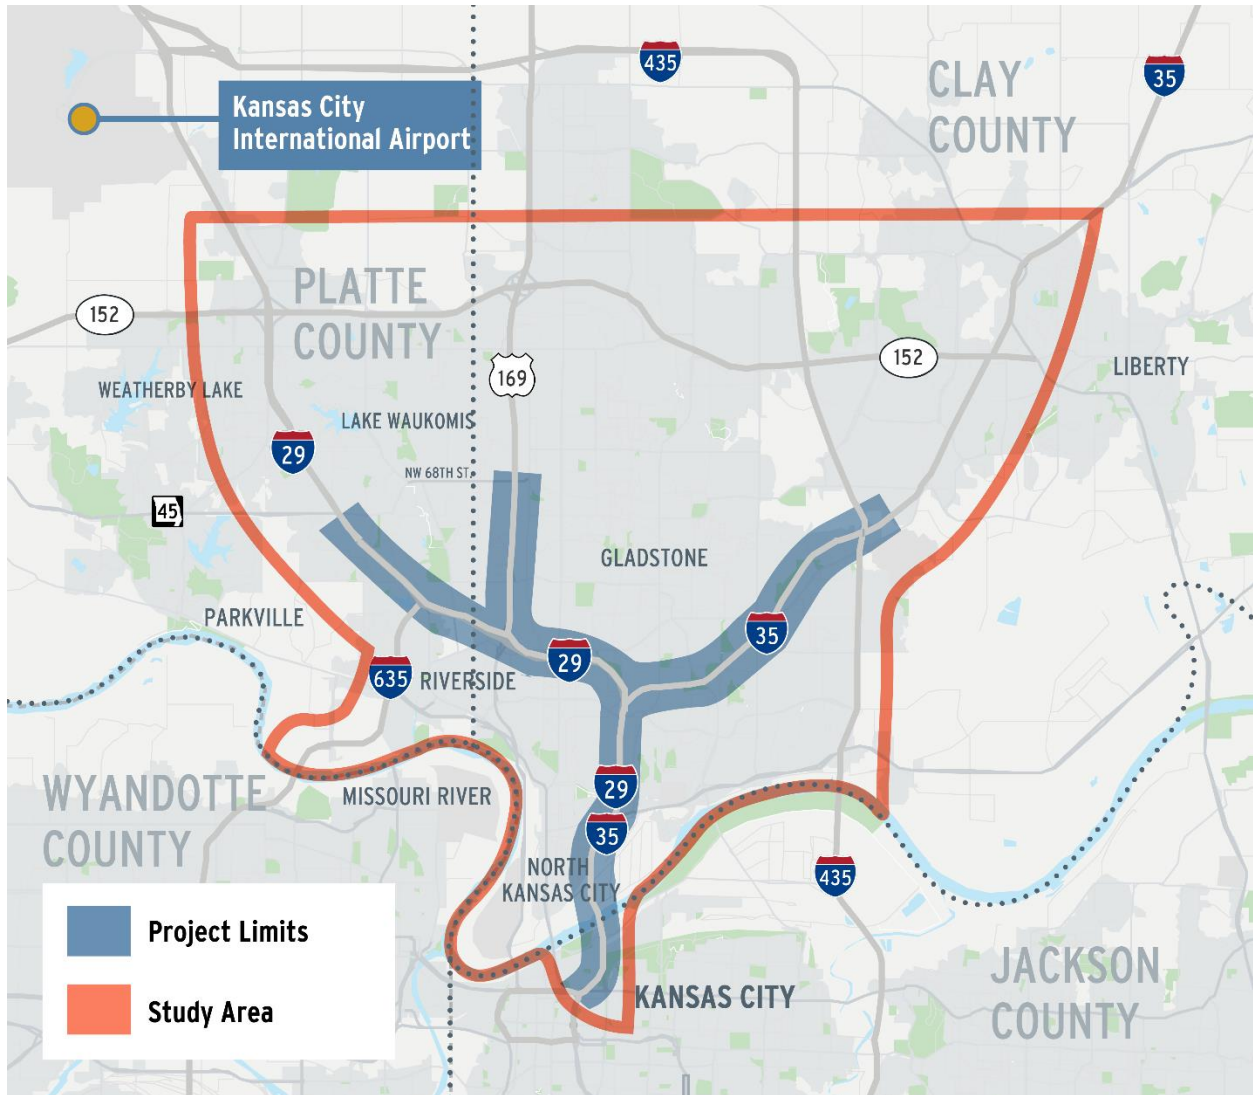 435
35
CLAY
COUNTY
Kansas City
International Airport
PLATTE
COUNTY
152
152
LIBERTY
169
WEATHERBY LAKE
LAKE WAUKOMIS
29
NW 68TH ST.
45
GLADSTONE
PARKVILLE
35
29
635
RIVERSIDE
WYANDOTTE
COUNTY
MISSOURI RIVER
29
35
NORTH
KANSAS CITY
435
Project Limits
Study Area
KANSAS CITY
JACKSON
COUNTY